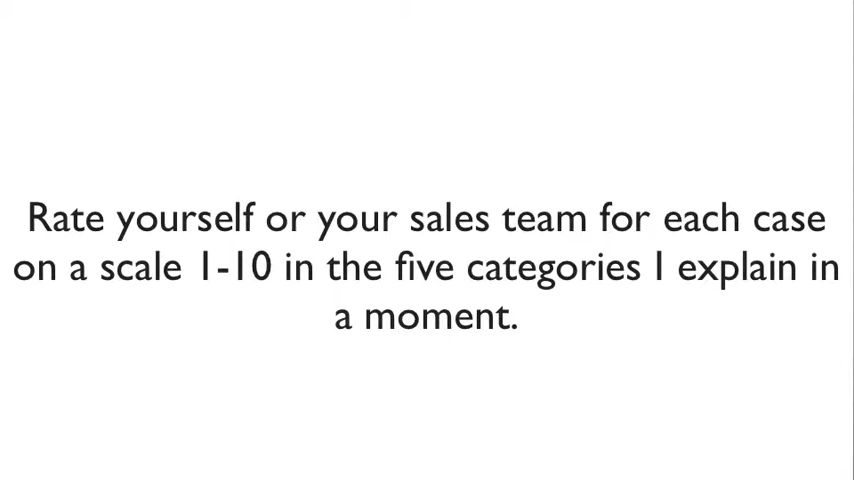 Rate yourself or your sales team for each case
on a scale 1-10 in the five categories I explain in
a moment.